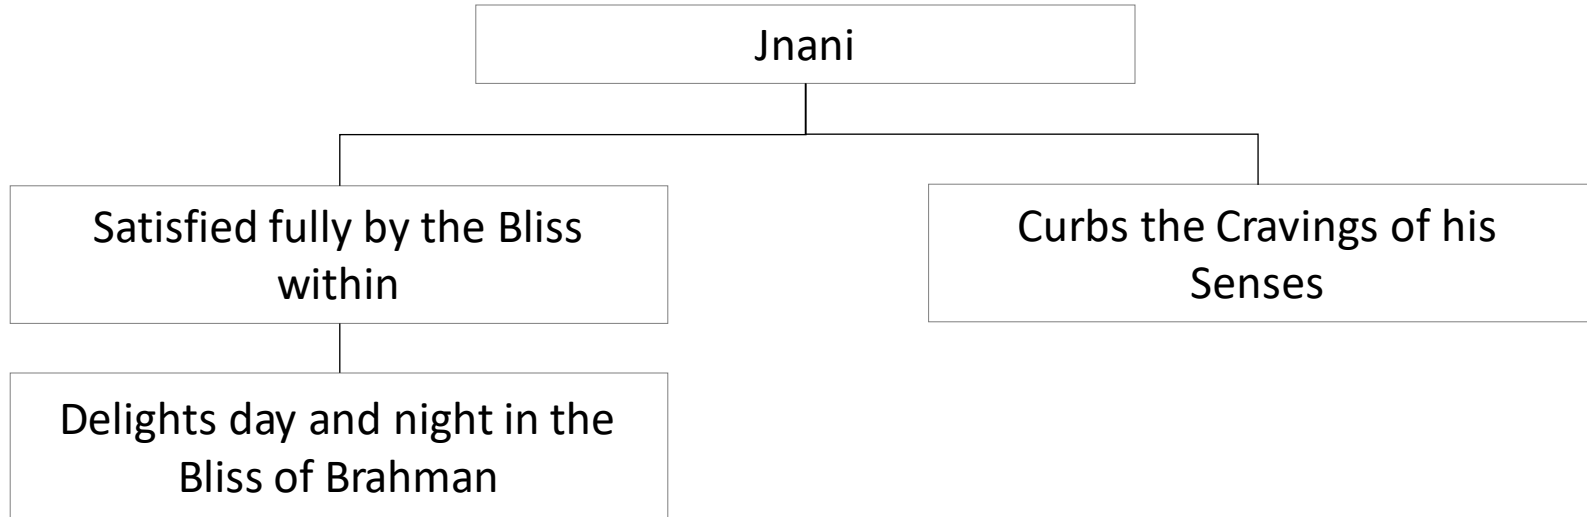 Jnani
Satisfied fully by the Bliss
within
Curbs the Cravings of his
Senses
Delights day and night in the
Bliss of Brahman